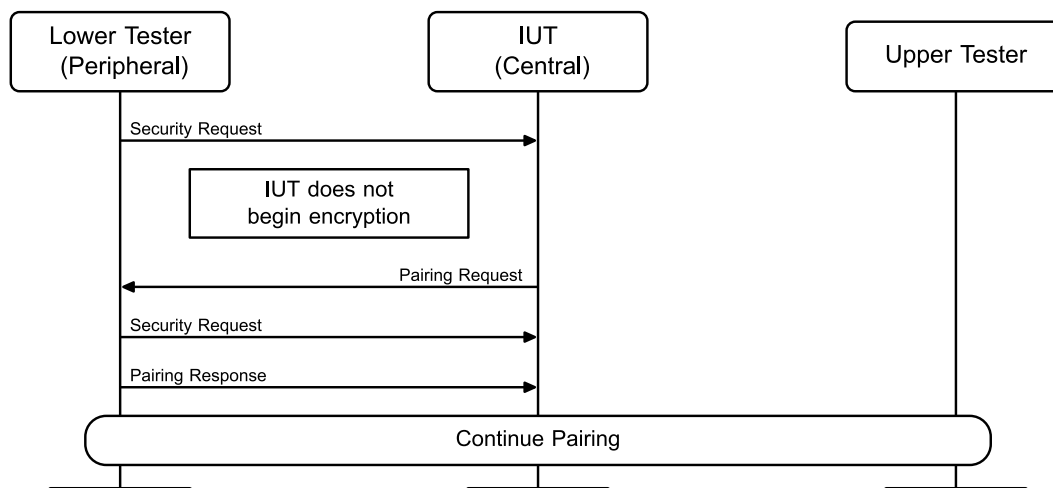 Lower Tester
(Peripheral)
IUT
(Central)
Upper Tester
Security Request
IUT does not
begin encryption
Pairing Request
Security Request
Pairing Response
Continue Pairing